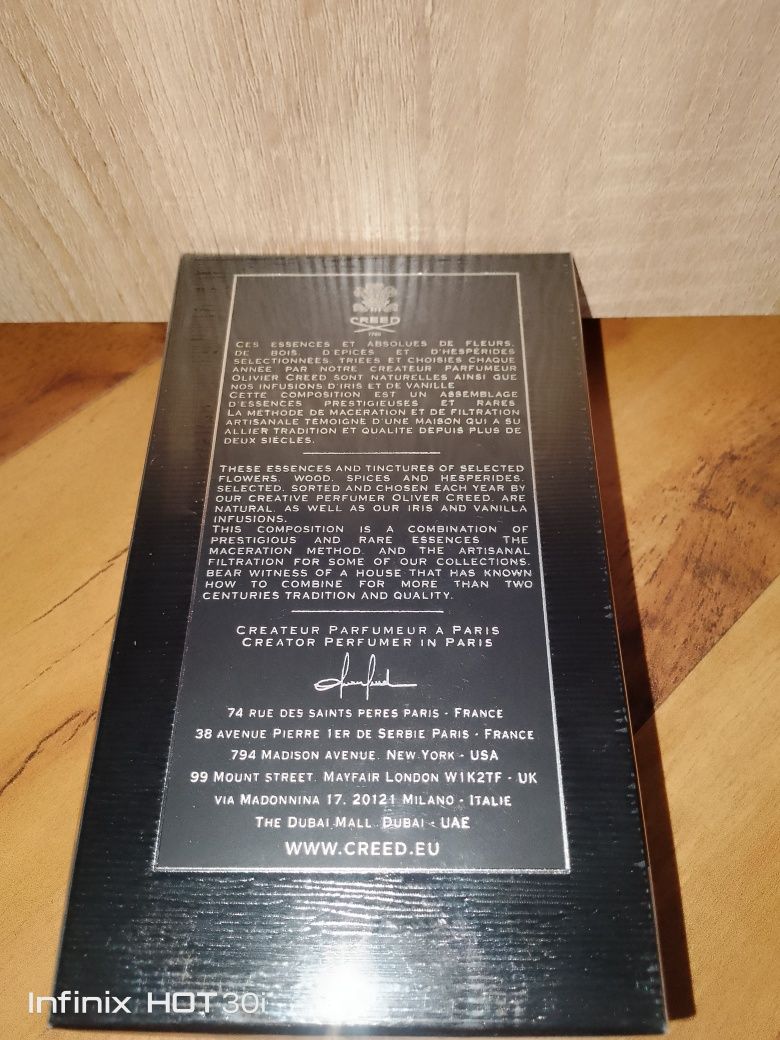 CREED
1760
CES ESSENCES ET ABSOLUES DE FLEURS.
DE BOIS. D'EPICES ET D'HESPÉRIDES
SELECTIONNEES, TRIEES ET CHOISIES CHAQUE
ANNEE PAR NOTRE CREATEUR PARFUMEUR
OLIVIER CREED SONT NATURELLES AINSI QUE
NOS INFUSIONS D'IRIS ET DE VANILLE
CETTE COMPOSITION EST UN ASSEMBLAGE
D'ESSENCES PRESTIGIEUSES ET RARES
LA METHODE DE MACERATION ET DE FILTRATION
ARTISANALE TÉMOIGNE D'UNE MAISON QUI A SU
ALLIER TRADITION ET QUALITE DEPUIS PLUS DE
DEUX SIÈCLES.
THESE ESSENCES AND TINCTURES OF SELECTED
FLOWERS, WOOD, SPICES AND HESPERIDES.
SELECTED, SORTED AND CHOSEN EACH YEAR BY
OUR CREATIVE PERFUMER OLIVER CREED, ARE
NATURAL, AS WELL AS OUR IRIS AND VANILLA
INFUSIONS.
THIS COMPOSITION IS A COMBINATION OF
PRESTIGIOUS AND RARE ESSENCES. THE
MACERATION METHOD, AND THE ARTISANAL
FILTRATION FOR SOME OF OUR COLLECTIONS,
BEAR WITNESS OF A HOUSE THAT HAS KNOWN
HOW TO COMBINE FOR MORE THAN TWO
CENTURIES TRADITION AND QUALITY.
CREATEUR PARFUMEUR A PARIS
CREATOR PERFUMER IN PARIS
74 RUE DES SAINTS PERES PARIS - FRANCE
38 AVENUE PIERRE 1ER DE SERBIE PARIS - FRANCE
794 MADISON AVENUE. NEW YORK - USA
99 MOUNT STREET. MAYFAIR LONDON W1K2TF - UK
VIA MADONNINA 17. 20121 MILANO - ITALIE
THE DUBAI MALL. DUBAI - UAE
WWW.CREED.EU
Infinix HOT 30i